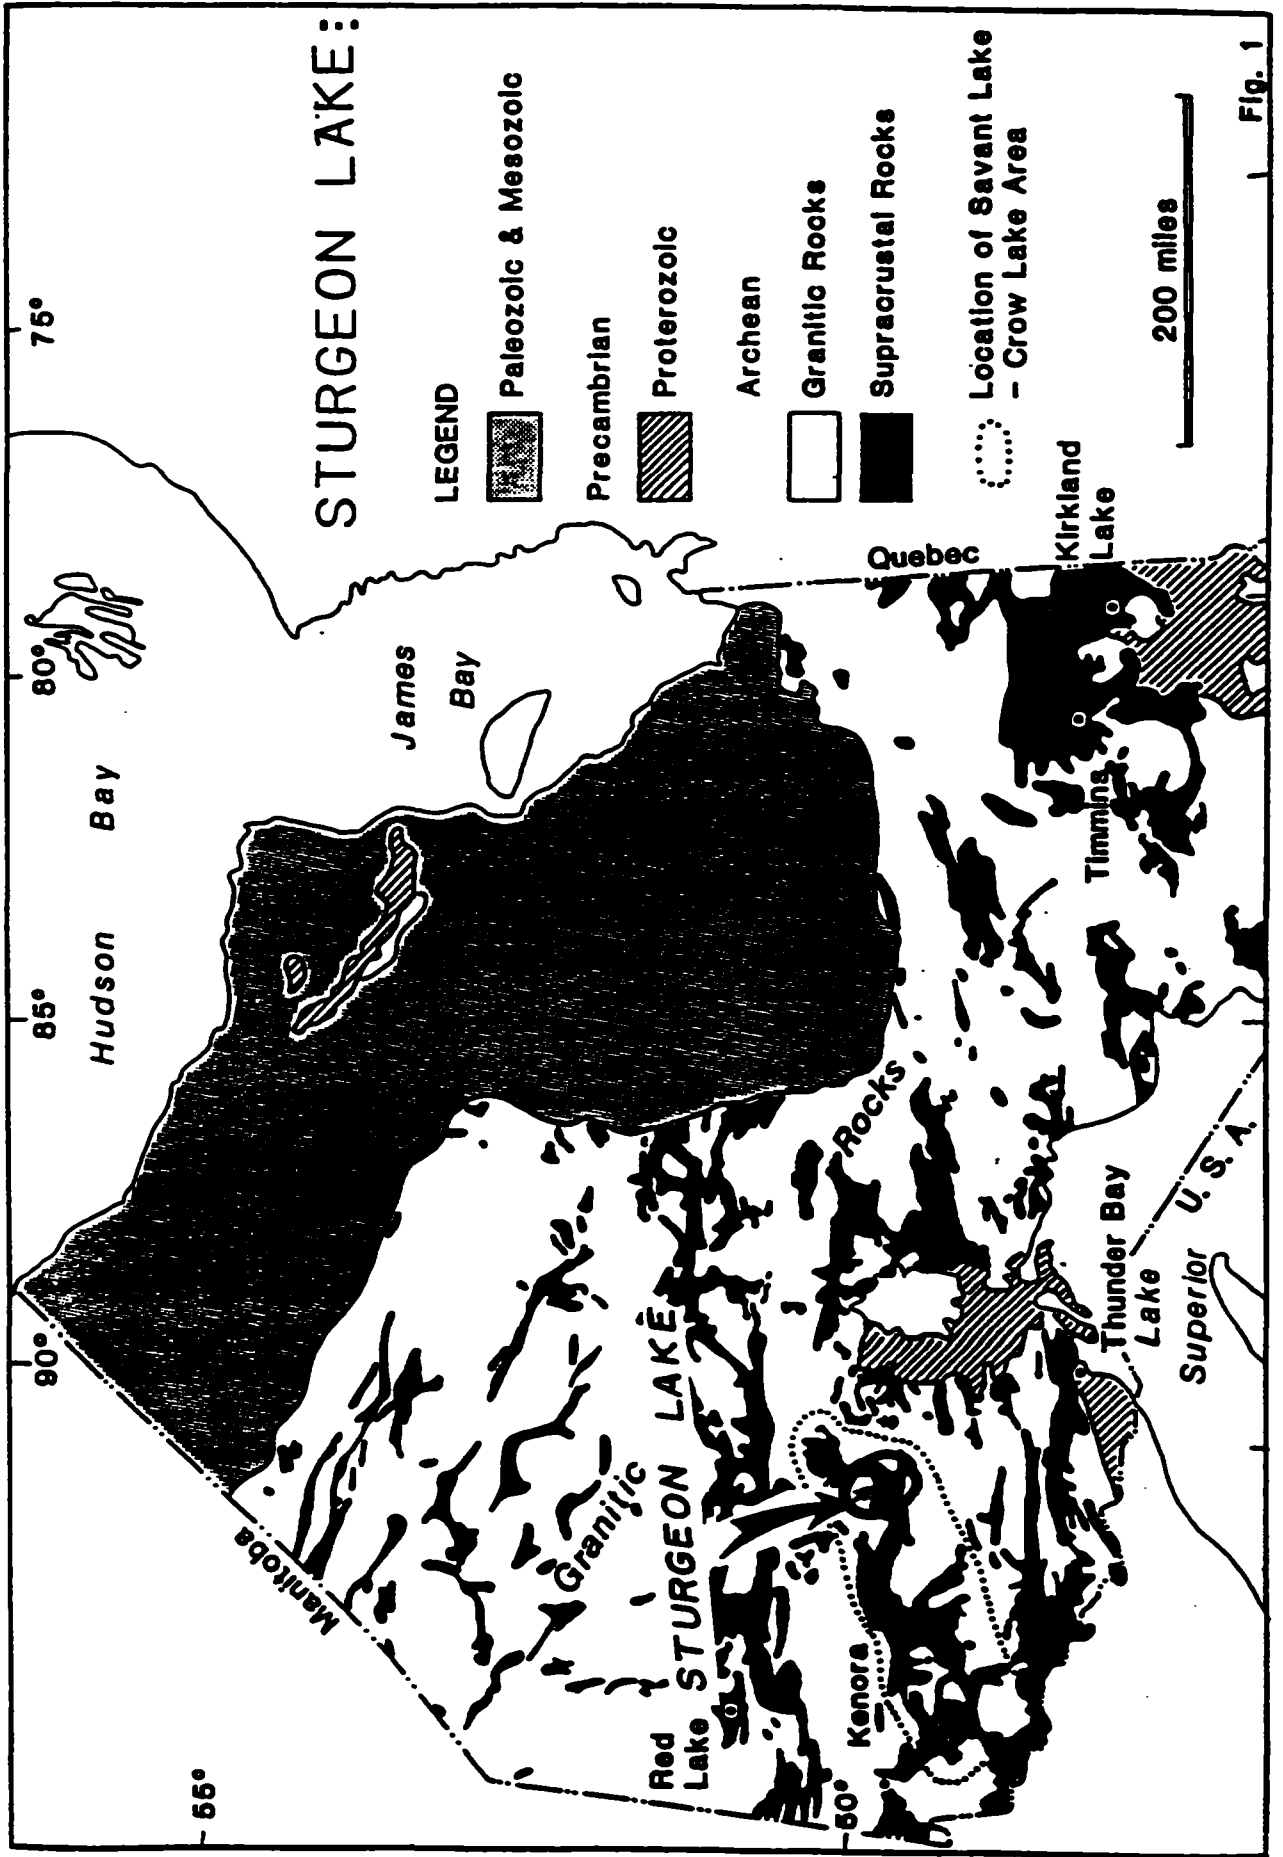 STURGEON LAKE:
LEGEND
Paleozoic & Mesozoic
Precambrian
Proterozoic
Archean
Granitic Rocks
Supracrustal Rocks
Location of Savant Lake
- Crow Lake Area
200 miles
Fig. 1
75°
80°
85°
90°
55°
50°
Hudson Bay
James
Bay
Manitoba
Quebec
Granitic
Rocks
STURGEON LAKE
Red
Lake
Kenora
Thunder Bay
Lake
Superior
U. S. A.
Timmins
Kirkland
Lake